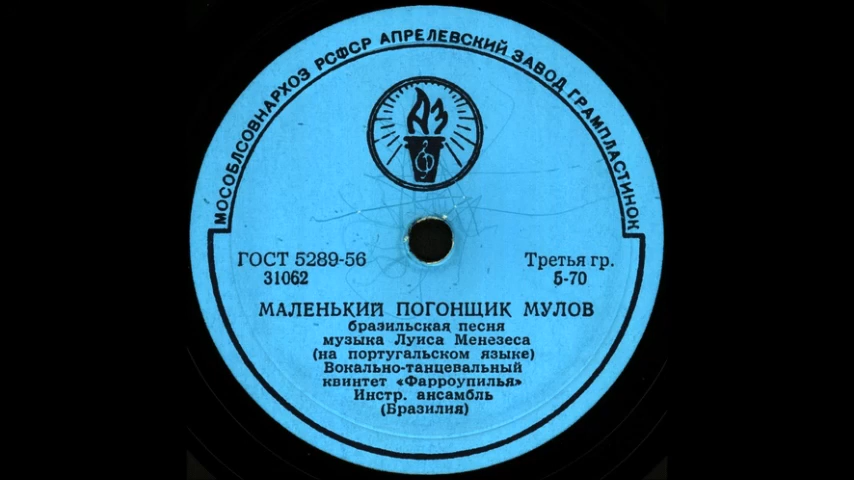 МОСОБЛСОВНАРХОЗ РСФСР АПРЕЛЕВСКИЙ ЗАВОД ГРАМПЛАСТИНОК
АЗ
ГОСТ 5289-56
31062
Третья гр.
5-70
МАЛЕНЬКИЙ ПОГОНЩИК МУЛОВ
бразильская песня
музыка Луиса Менезеса
(на португальском языке)
Вокально-танцевальный
квинтет «Фарроупилья»
Инстр. ансамбль
(Бразилия)